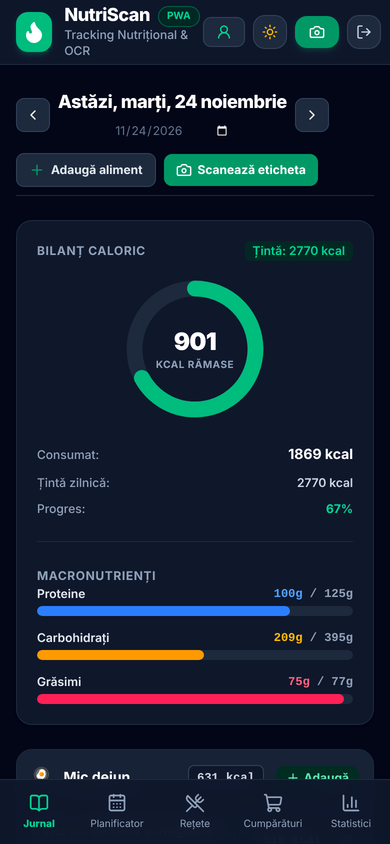 NutriScan PWA
Tracking Nutrițional &
OCR
Astăzi, marți, 24 noiembrie
11/24/2026
Adaugă aliment
Scanează eticheta
BILANȚ CALORIC
Țintă: 2770 kcal
901
KCAL RĂMASE
Consumat: 1869 kcal
Țintă zilnică: 2770 kcal
Progres: 67%
MACRONUTRIENȚI
Proteine 100g / 125g
Carbohidrați 209g / 395g
Grăsimi 75g / 77g
Mic dejun 631 kcal + Adaugă
Jurnal Planificator Rețete Cumpărături Statistici